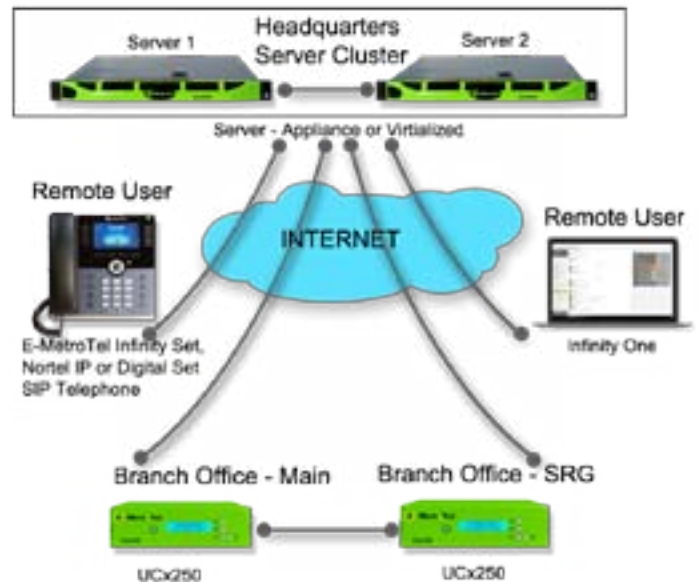 Headquarters
Server Cluster
Server 1
Server 2
Server - Appliance or Virtialized
Remote User
INTERNET
Remote User
E-MetroTel Infinity Set,
Nortel IP or Digital Set
SIP Telephone
Infinity One
Branch Office - Main
Branch Office - SRG
UCx250
UCx250